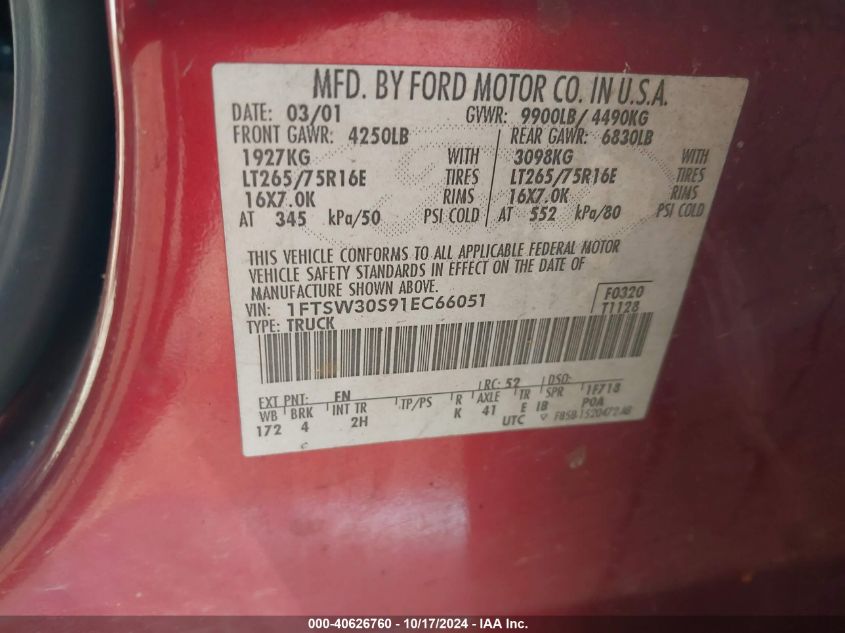 MFD. BY FORD MOTOR CO. IN U.S.A.
DATE: 03/01 GVWR: 9900LB/ 4490KG
FRONT GAWR: 4250LB REAR GAWR: 6830LB
1927KG WITH 3098KG WITH
LT265/75R16E TIRES LT265/75R16E TIRES
16X7.0K RIMS 16X7.0K RIMS
AT 345 kPa/50 PSI COLD AT 552 kPa/80 PSI COLD
THIS VEHICLE CONFORMS TO ALL APPLICABLE FEDERAL MOTOR
VEHICLE SAFETY STANDARDS IN EFFECT ON THE DATE OF
MANUFACTURE SHOWN ABOVE.
VIN: 1FTSW30S91EC66051 F0320
TYPE: TRUCK T1128
EXT PNT: FN RC: 52 DSO: 1F718
WB BRK INT TR TP/PS R AXLE TR SPR POA
172 4 2H K 41 E IB
C UTC F85B-1520472-AB
000-40626760 - 10/17/2024 - IAA Inc.